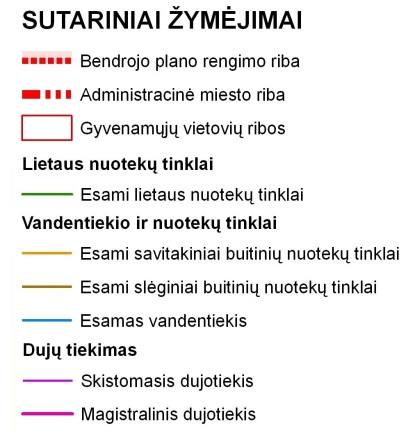 SUTARINIAI ŽYMĖJIMAI
Bendrojo plano rengimo riba
Administracinė miesto riba
Gyvenamųjų vietovių ribos
Lietaus nuotekų tinklai
Esami lietaus nuotekų tinklai
Vandentiekio ir nuotekų tinklai
Esami savitakiniai buitinių nuotekų tinklai
Esami slėginiai buitinių nuotekų tinklai
Esamas vandentiekis
Dujų tiekimas
Skistomasis dujotiekis
Magistralinis dujotiekis